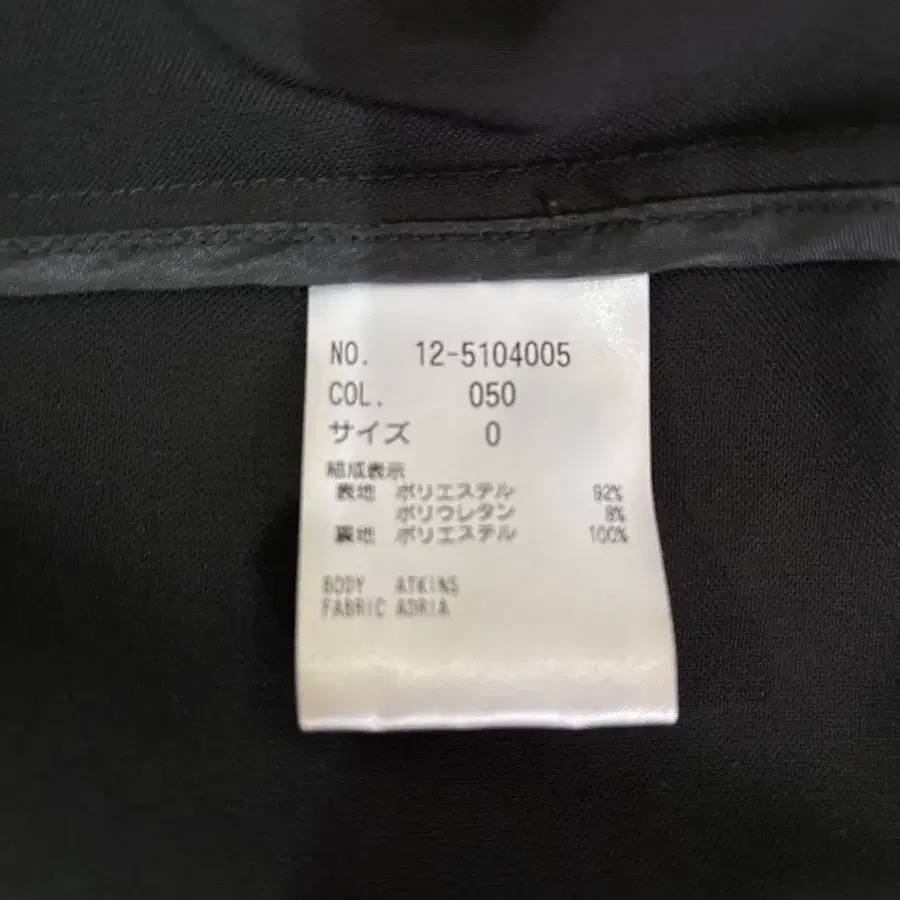 NO. 12-5104005
COL. 050
サイズ 0
組成表示
表地 ポリエステル 92%
ポリウレタン 8%
裏地 ポリエステル 100%
BODY ATKINS
FABRIC ADRIA